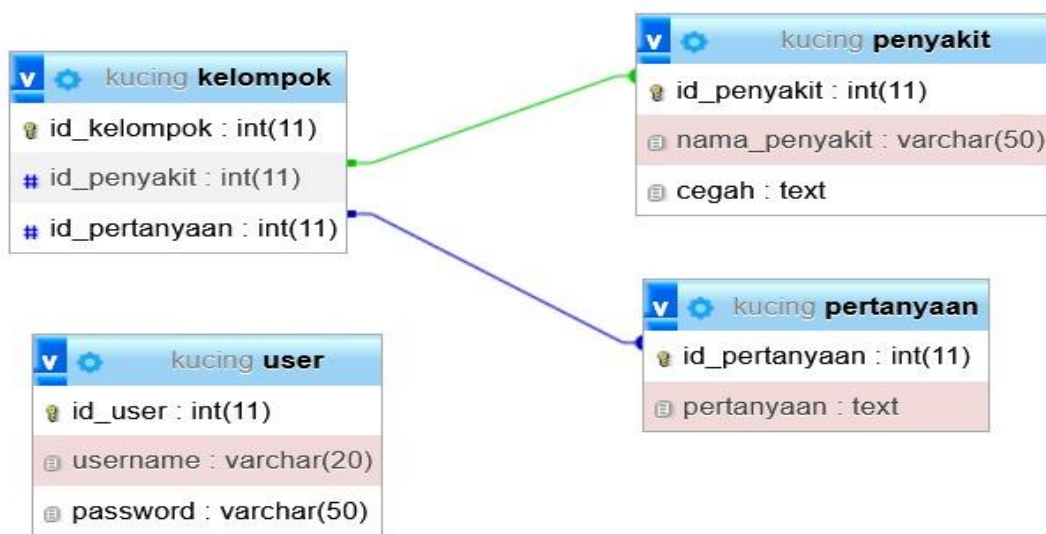 kucing kelompok
id_kelompok : int(11)
# id_penyakit : int(11)
# id_pertanyaan : int(11)
kucing penyakit
id_penyakit : int(11)
nama_penyakit : varchar(50)
cegah : text
kucing user
id_user : int(11)
username : varchar(20)
password : varchar(50)
kucing pertanyaan
id_pertanyaan : int(11)
pertanyaan : text